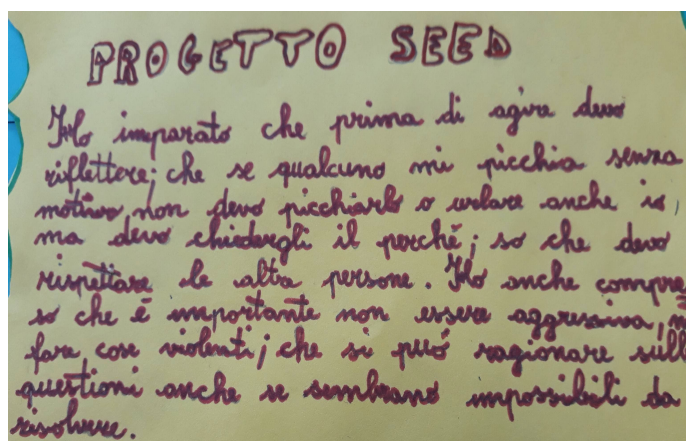 PROGETTO SEED
Ho imparato che prima di agire devo
riflettere; che se qualcuno mi picchia senza
motivo, non devo picchiarlo o urlare anche io,
ma devo chiedergli il perché; so che devo
rispettare le altre persone. Ho anche compre
so che è importante non essere aggressiva, n
fare cose violenti; che si può ragionare sull
questioni anche se sembrano impossibili da
risolvere.